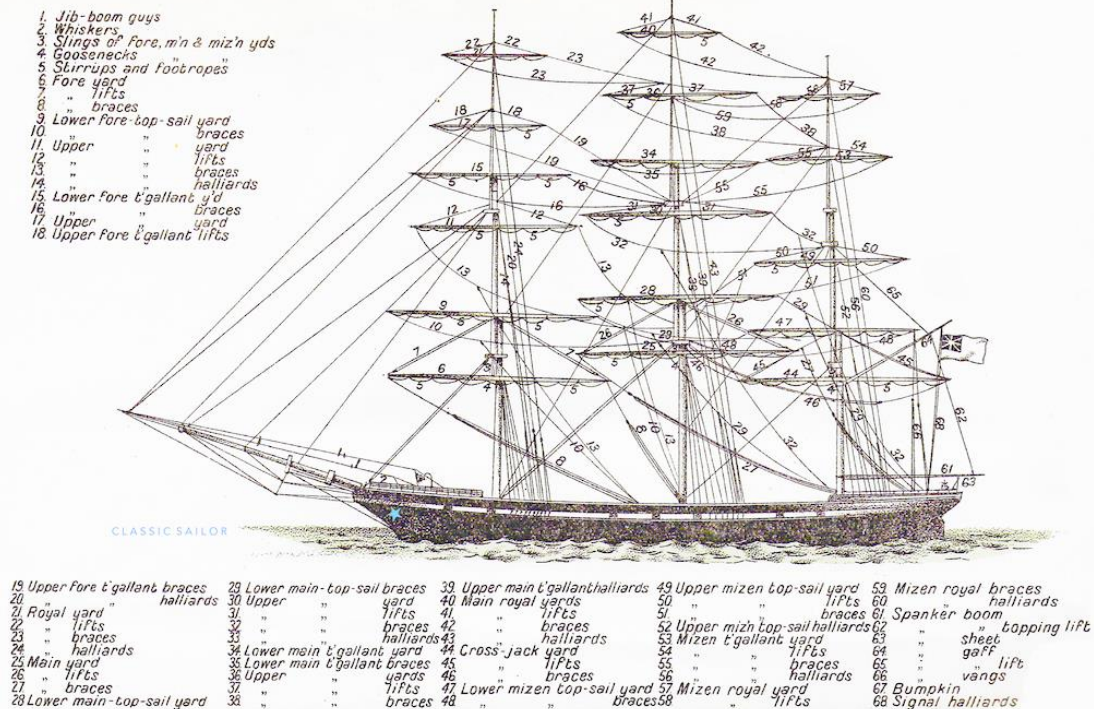 1. Jib-boom guys
2. Whiskers
3. Slings of fore, m'n & miz'n yds
4. Goosenecks " "
5. Stirrups and footropes
6. Fore yard
7. " lifts
8. " braces
9. Lower fore-top-sail yard
10. " " braces
11. Upper " yard
12. " " lifts
13. " " braces
14. " " halliards
15. Lower fore t'gallant y'd
16. " " braces
17. Upper " yard
18. Upper fore t'gallant lifts
CLASSIC SAILOR
19 Upper fore t'gallant braces
20. " " halliards
21. Royal yard
22 " lifts
23 " braces
24 " halliards
25 Main yard
26 " lifts
27 " braces
28 Lower main-top-sail yard
29 Lower main-top-sail braces
30 Upper " yard
31 " " lifts
32 " " braces
33 " " halliards
34 Lower main t'gallant yard
35 Lower main t'gallant braces
36 Upper " yards
37 " " lifts
38 " " braces
39 Upper main t'gallant halliards
40 Main royal yards
41 " " lifts
42 " " braces
43 " " halliards
44 Cross-jack yard
45 " " lifts
46 " " braces
47 Lower mizen top-sail yard
48 " " braces
49 Upper mizen top-sail yard
50 " " lifts
51 " " braces
52 Upper miz'n top-sail halliards
53 Mizen t'gallant yard
54 " " lifts
55 " " braces
56 " " halliards
57 Mizen royal yard
58 " " lifts
59 Mizen royal braces
60 " " halliards
61 Spanker boom
62 " " topping lift
63 " sheet
64 " gaff
65 " " lift
66 " vangs
67 Bumpkin
68 Signal halliards